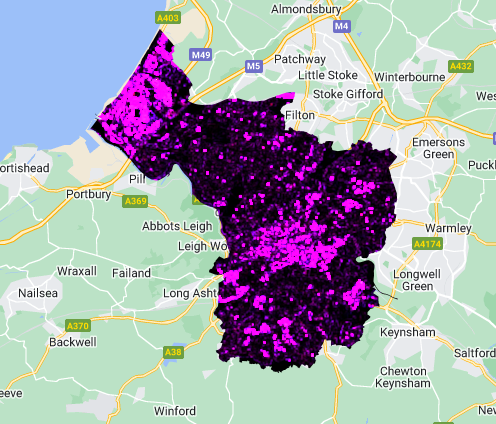 Almondsbury
A403
M4
M49
M5
A432
Patchway
Winterbourne
Little Stoke
Stoke Gifford
Wes
Filton
Emersons
Green
ortishead
Puckl
Pill
Portbury
A369
Abbots Leigh
Warmley
Leigh Wo
A4174
Wraxall
Failand
Longwell
Green
Nailsea
Long Asht
A370
Keynsham
Backwell
A38
Saltford
Chewton
Keynsham
eeve
Winford
New